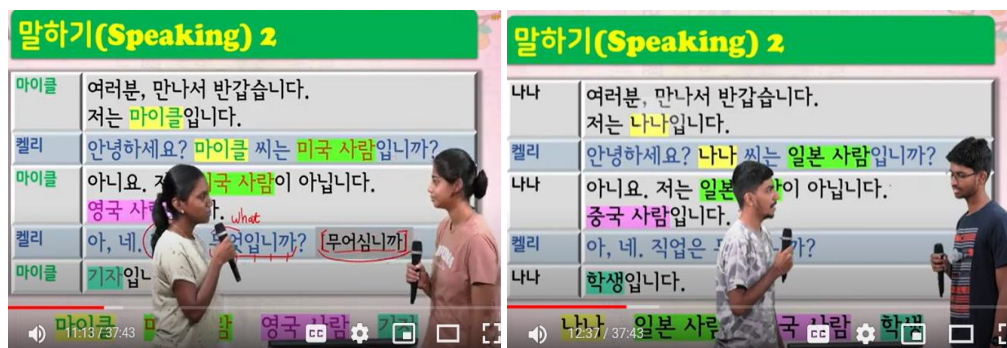 말하기(Speaking) 2
마이클 여러분, 만나서 반갑습니다.
저는 마이클입니다.
켈리 안녕하세요? 마이클 씨는 미국 사람입니까?
마이클 아니요. 국 사람이 아닙니다.
영국
what
켈리 아, 네. 엇입니까? [무어심니까]
마이클 기자입
마이클 영국 사람 기자
11:13 / 37:43
CC
말하기(Speaking) 2
나나 여러분, 만나서 반갑습니다.
저는 나나입니다.
켈리 안녕하세요? 나나 씨는 일본 사람입니까?
나나 아니요. 저는 일본 이 아닙니다.
중국 사람입니다.
켈리 아, 네. 직업은 까?
나나 학생입니다.
나나 일본 사 국 사람 학생
12:37 / 37:43
CC